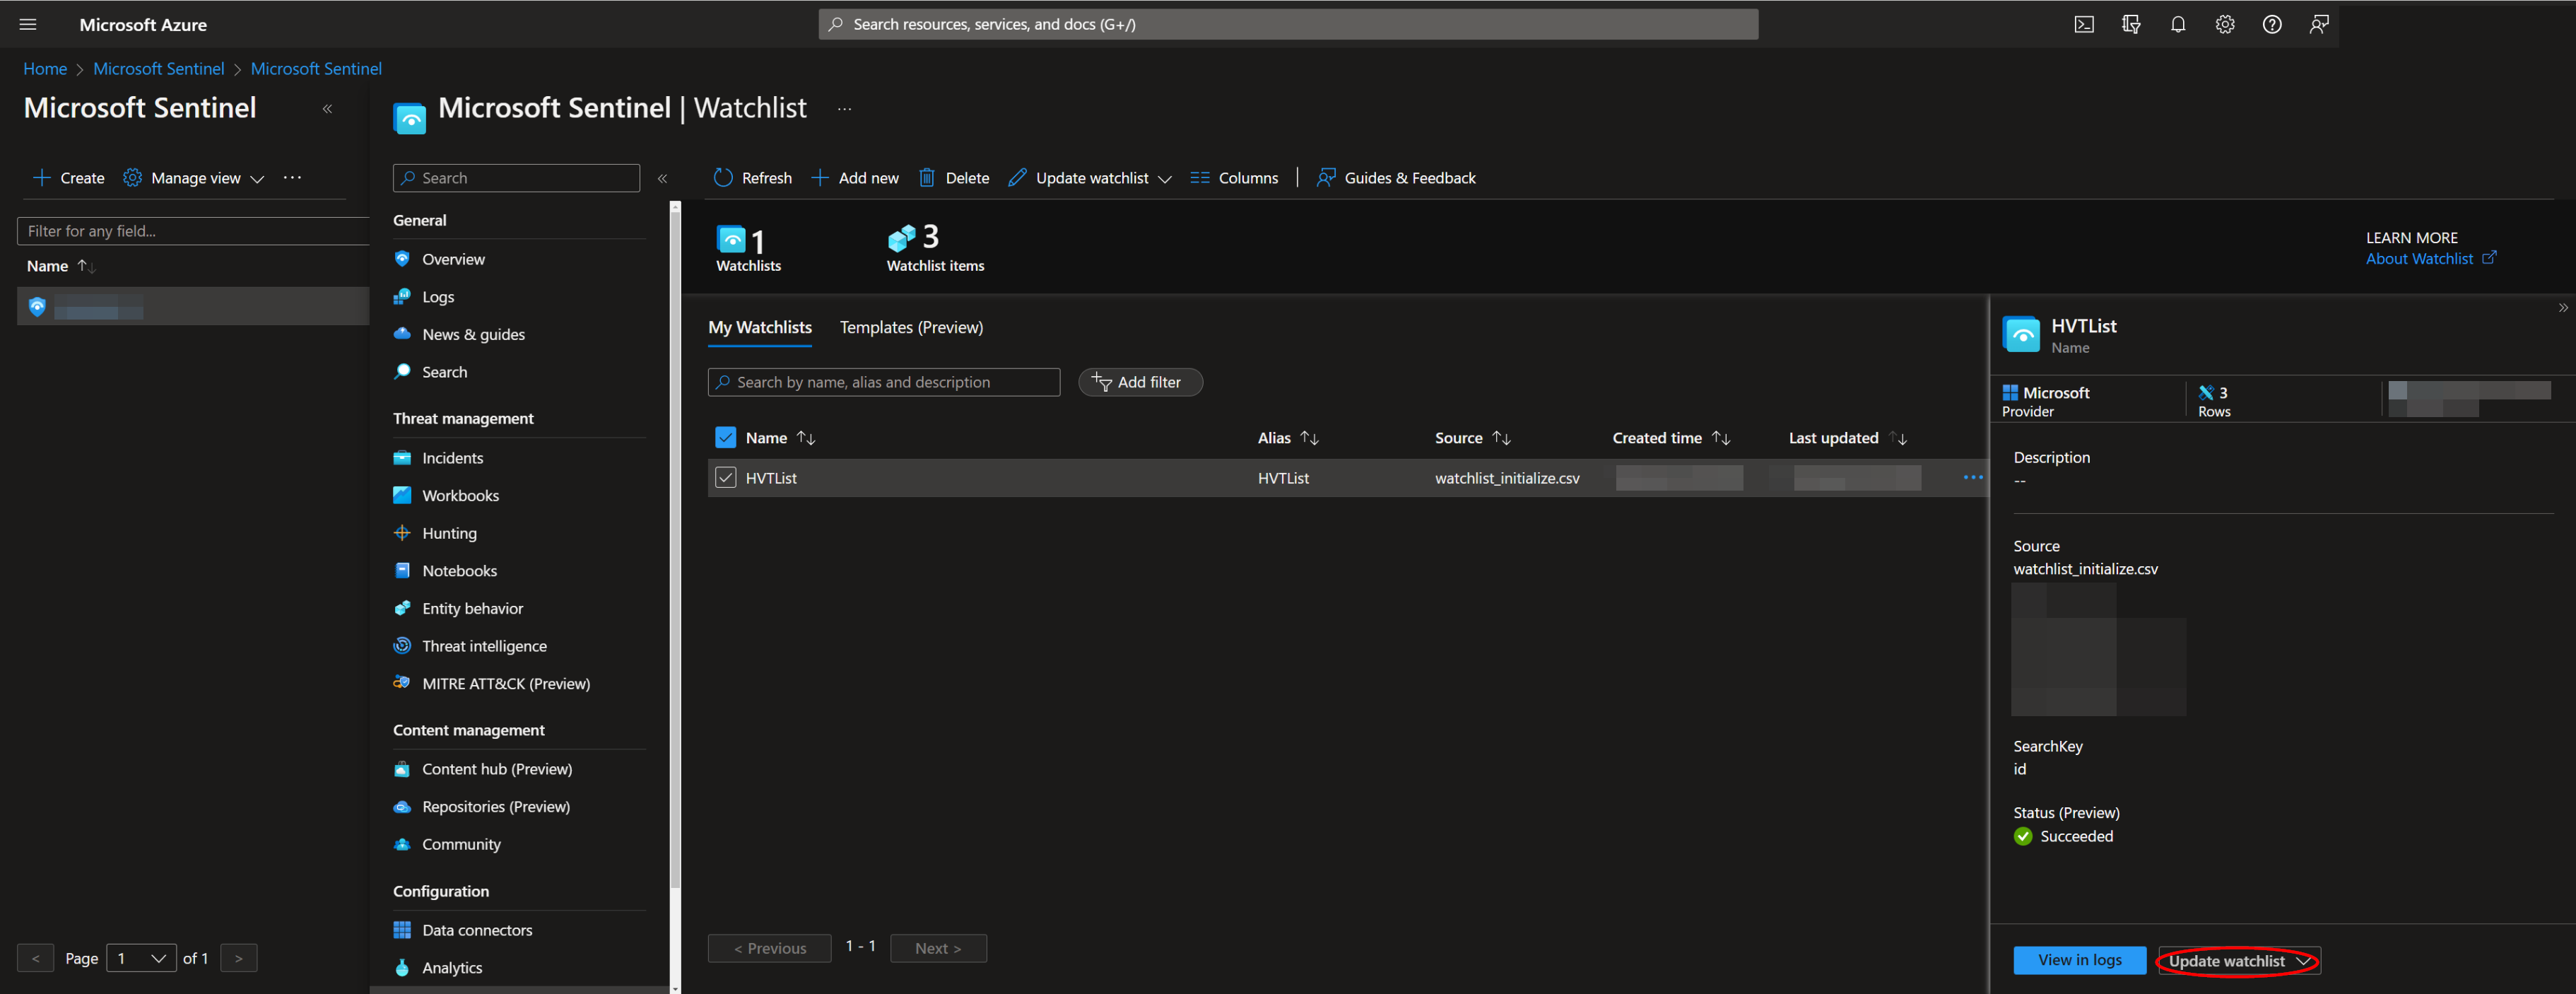 Microsoft Azure
Search resources, services, and docs (G+/)
Home > Microsoft Sentinel > Microsoft Sentinel
Microsoft Sentinel
«
Create
Manage view
...
Filter for any field...
Name
< Page 1 of 1 >
Microsoft Sentinel | Watchlist
...
Search
«
General
Overview
Logs
News & guides
Search
Threat management
Incidents
Workbooks
Hunting
Notebooks
Entity behavior
Threat intelligence
MITRE ATT&CK (Preview)
Content management
Content hub (Preview)
Repositories (Preview)
Community
Configuration
Data connectors
Analytics
Refresh
Add new
Delete
Update watchlist
Columns
Guides & Feedback
1
Watchlists
3
Watchlist items
LEARN MORE
About Watchlist
My Watchlists
Templates (Preview)
Search by name, alias and description
Add filter
Name Alias Source Created time Last updated
HVTList HVTList watchlist_initialize.csv ...
< Previous 1 - 1 Next >
»
HVTList
Name
Microsoft
Provider
3
Rows
Description
--
Source
watchlist_initialize.csv
SearchKey
id
Status (Preview)
Succeeded
View in logs
Update watchlist